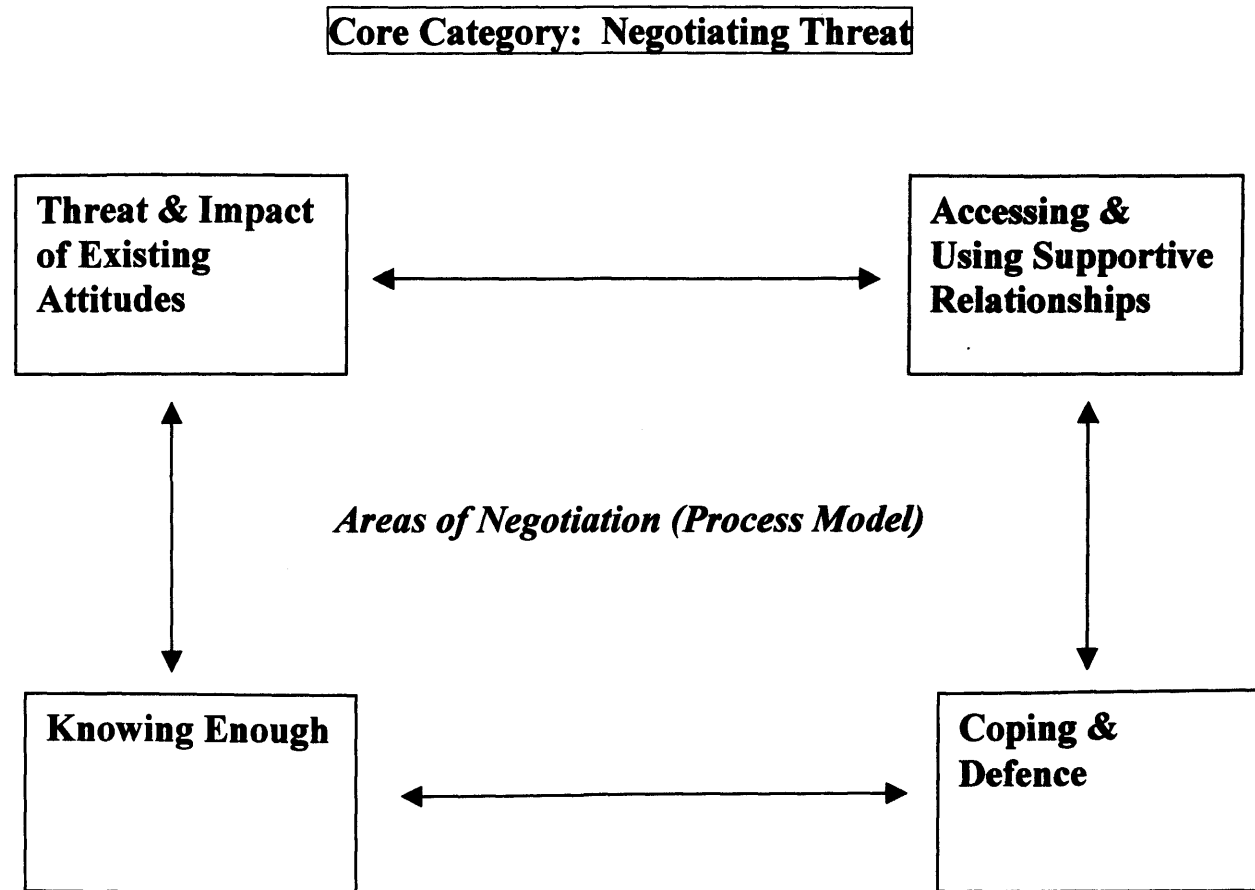 Core Category: Negotiating Threat
Threat & Impact
of Existing
Attitudes
Accessing &
Using Supportive
Relationships
Areas of Negotiation (Process Model)
Knowing Enough
Coping &
Defence